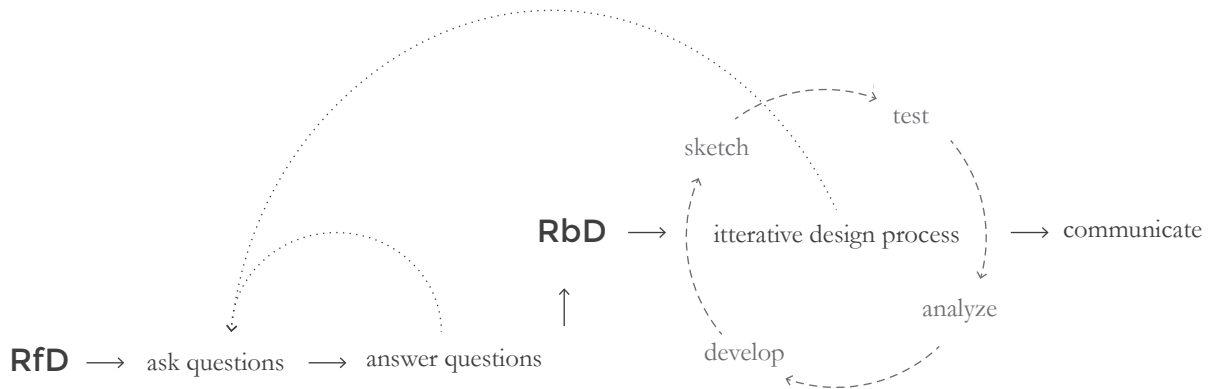 test
sketch
RbD
itterative design process
communicate
analyze
develop
RfD
ask questions
answer questions